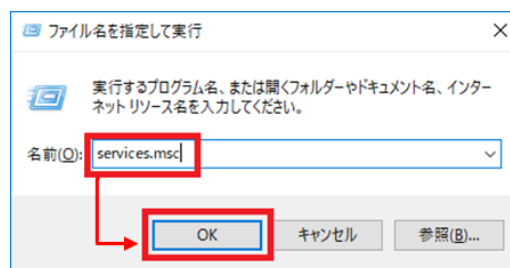 ファイル名を指定して実行
実行するプログラム名、または開くフォルダーやドキュメント名、インター
ネット リソース名を入力してください。
名前(O): services.msc
OK キャンセル 参照(B)...